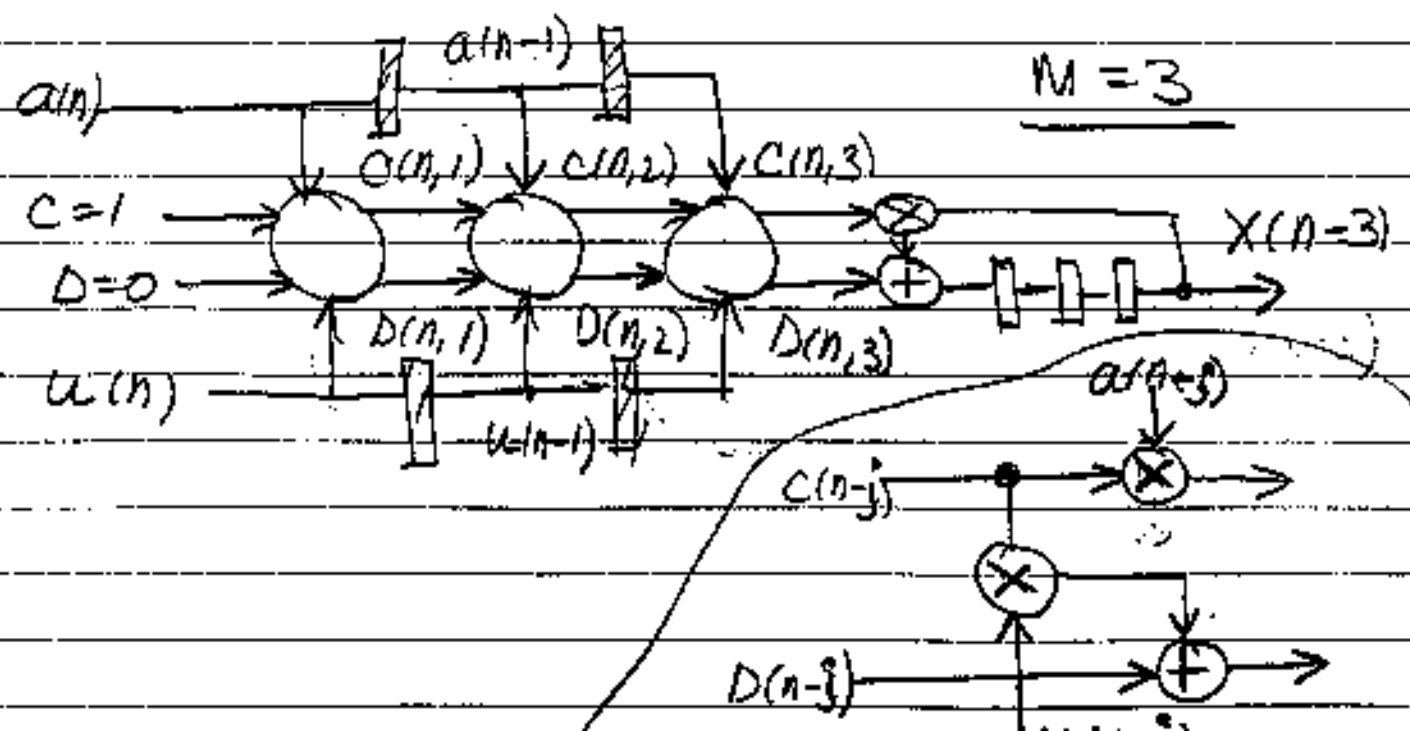 a(n-1)
M = 3
a(n)
C(n,1) C(n,2) C(n,3)
C=1
X(n-3)
D=0
D(n,1) D(n,2) D(n,3)
u(n)
u(n-1)
a(n-j)
C(n-j)
D(n-j)